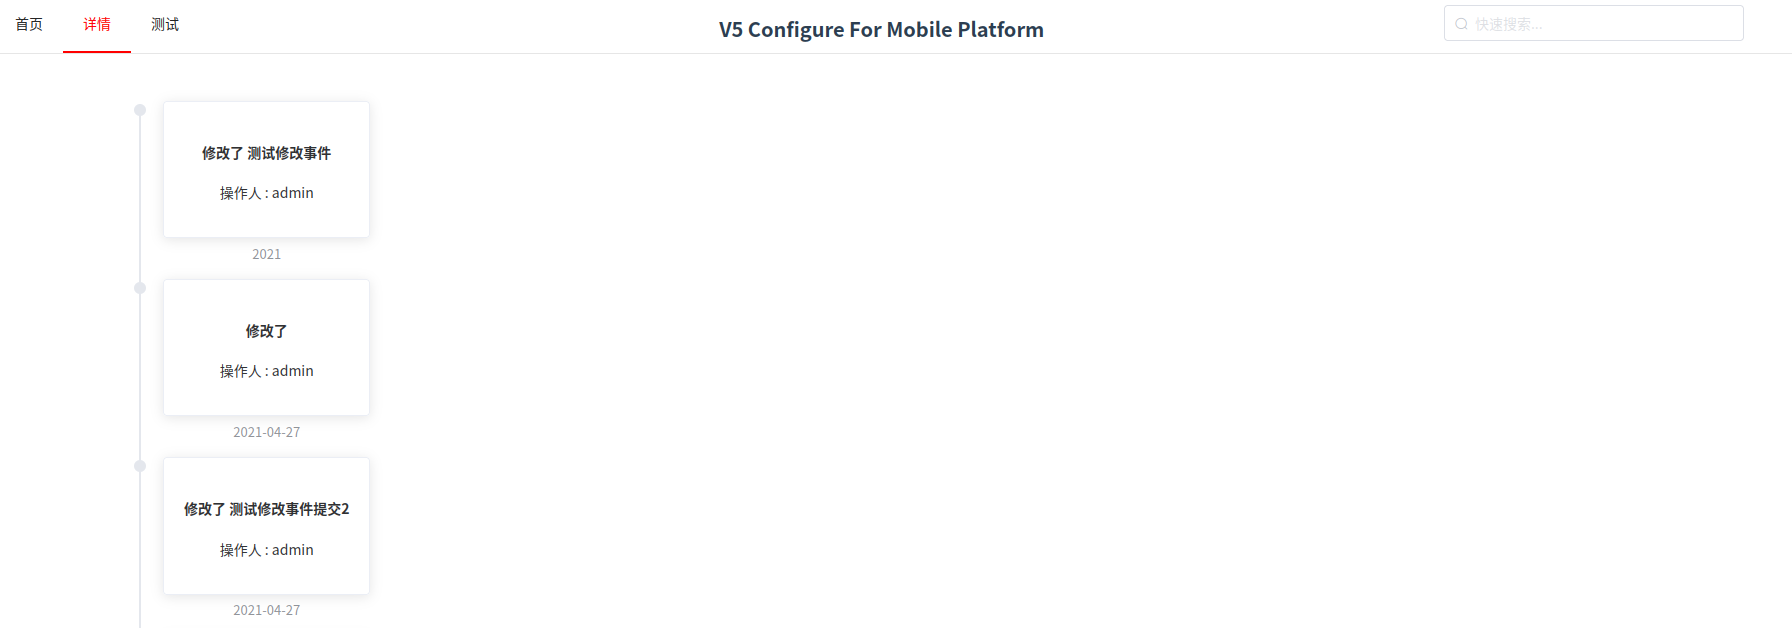 首页
详情
测试
V5 Configure For Mobile Platform
快速搜索...
修改了 测试修改事件
操作人 : admin
2021
修改了
操作人 : admin
2021-04-27
修改了 测试修改事件提交2
操作人 : admin
2021-04-27